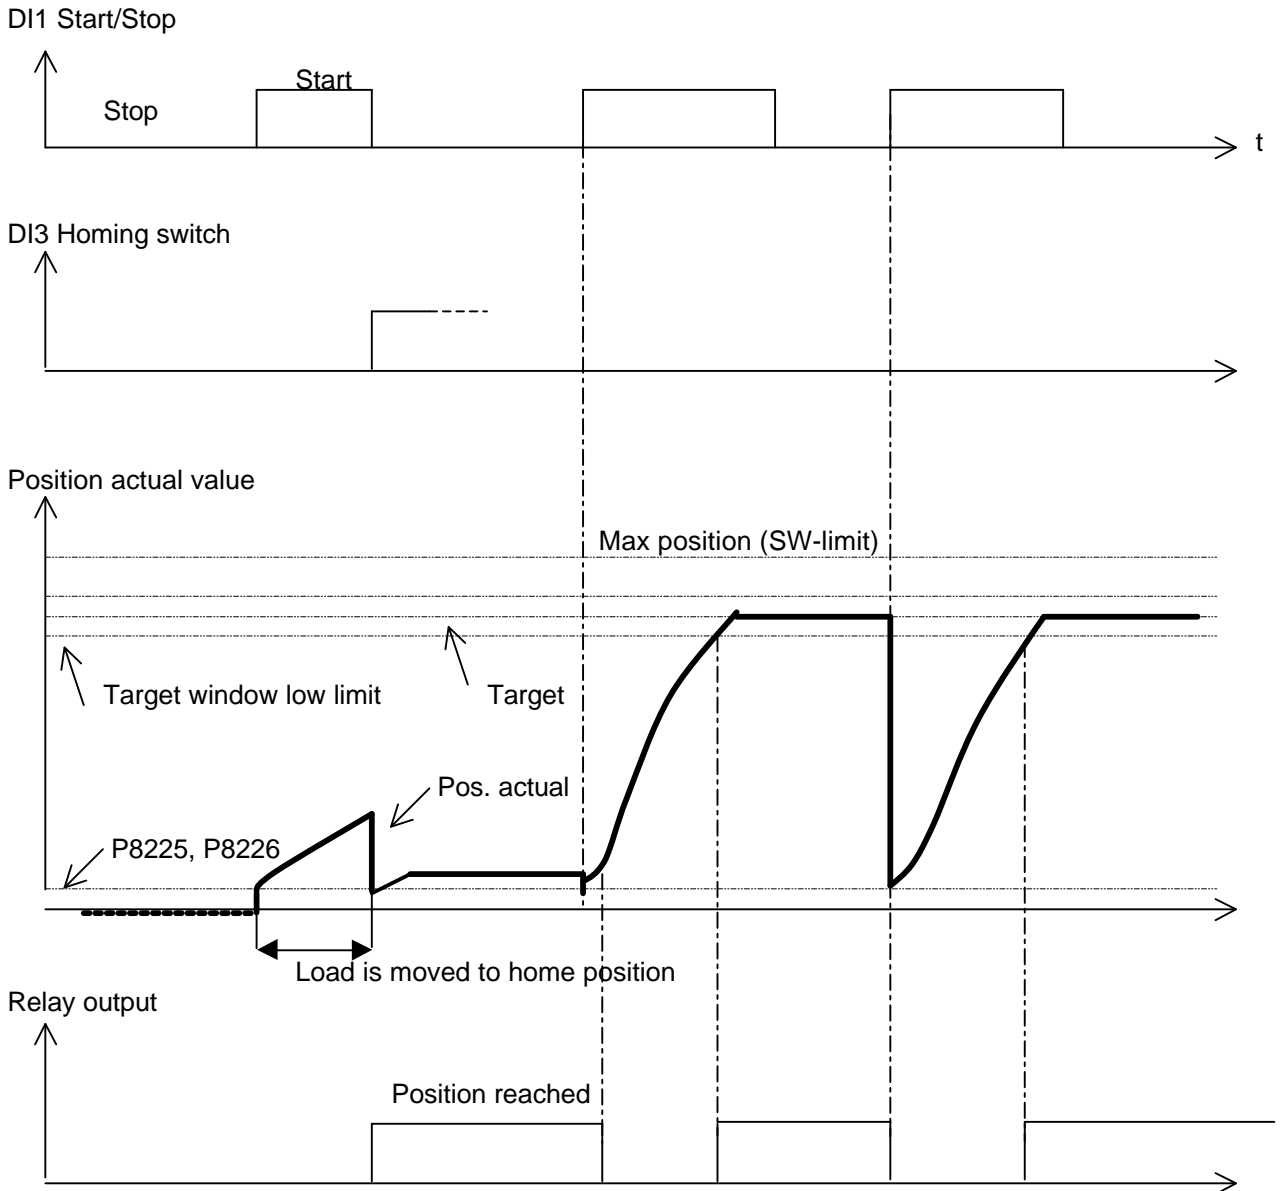 DI1 Start/Stop
Start
Stop
t
DI3 Homing switch
Position actual value
Max position (SW-limit)
Target window low limit
Target
Pos. actual
P8225, P8226
Load is moved to home position
Relay output
Position reached